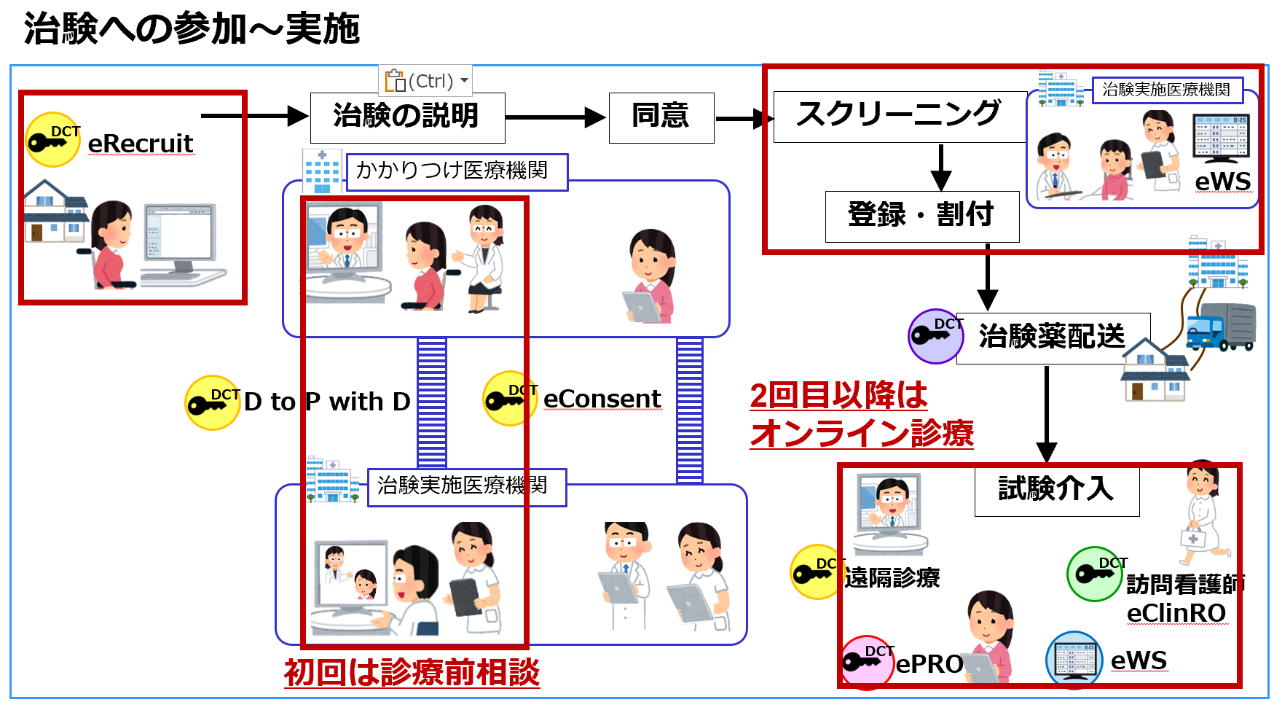 治験への参加～実施
(Ctrl)
DCT
eRecruit
治験の説明
同意
スクリーニング
治験実施医療機関
eWS
登録・割付
かかりつけ医療機関
DCT
治験薬配送
DCT
D to P with D
DCT
eConsent
2回目以降は
オンライン診療
治験実施医療機関
試験介入
DCT
遠隔診療
DCT
訪問看護師
eClinRO
DCT
ePRO
eWS
初回は診療前相談